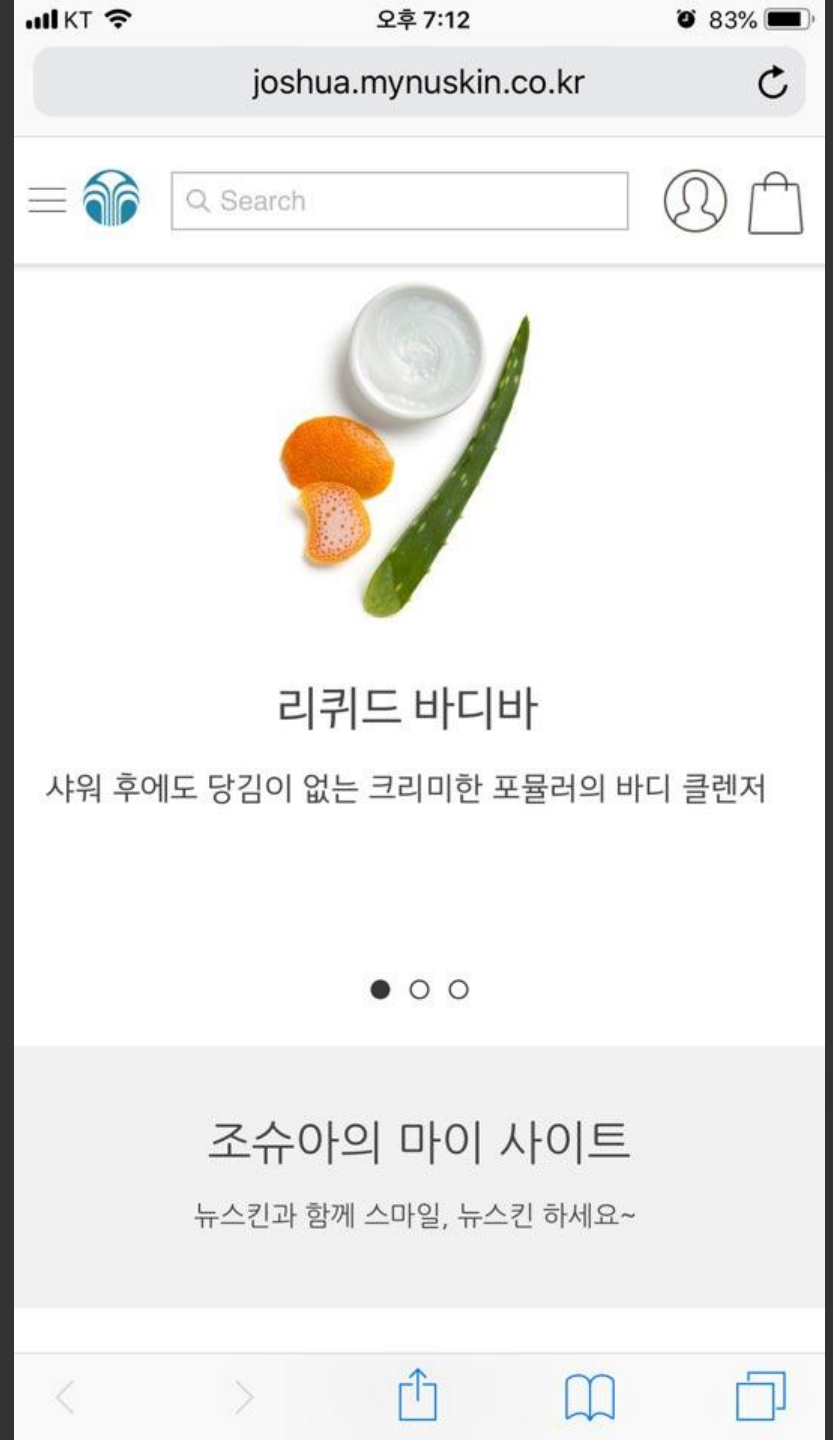 KT 오후 7:12 83%
joshua.mynuskin.co.kr
Search
리퀴드 바디바
샤워 후에도 당김이 없는 크리미한 포뮬러의 바디 클렌저
조슈아의 마이 사이트
뉴스킨과 함께 스마일, 뉴스킨 하세요~